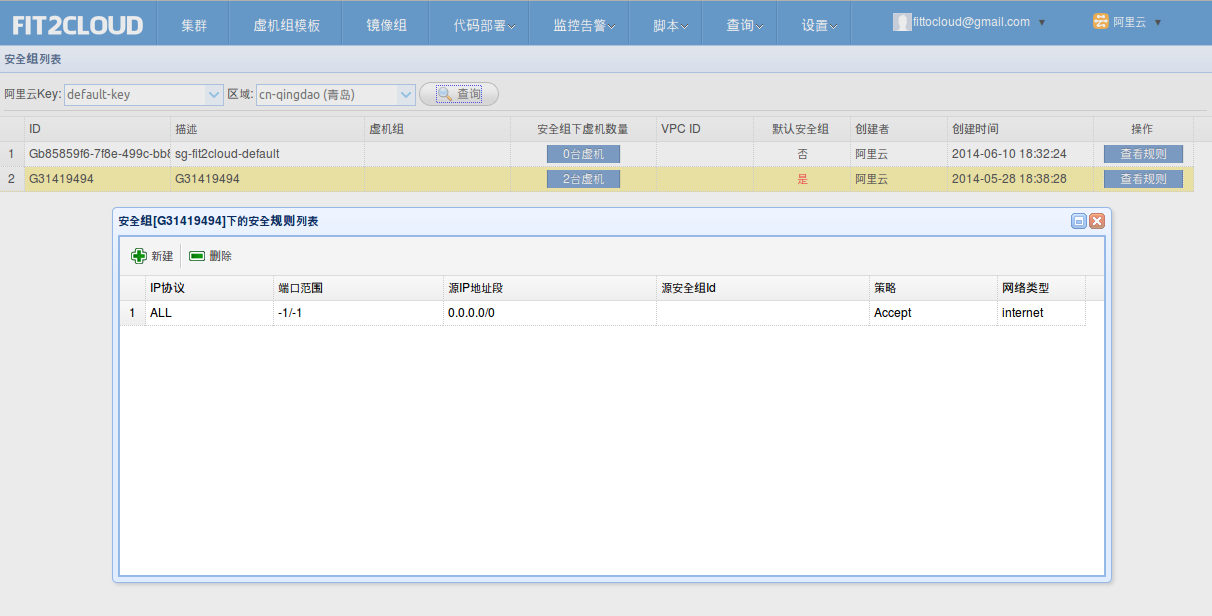 FIT2CLOUD 集群 虚机组模板 镜像组 代码部署 监控告警 脚本 查询 设置 fittocloud@gmail.com 阿里云
安全组列表
阿里云Key: default-key 区域: cn-qingdao (青岛) 查询
ID 描述 虚机组 安全组下虚机数量 VPC ID 默认安全组 创建者 创建时间 操作
1 Gb85859f6-7f8e-499c-bb8 sg-fit2cloud-default 0台虚机 否 阿里云 2014-06-10 18:32:24 查看规则
2 G31419494 G31419494 2台虚机 是 阿里云 2014-05-28 18:38:28 查看规则
安全组[G31419494]下的安全规则列表
新建 删除
IP协议 端口范围 源IP地址段 源安全组Id 策略 网络类型
1 ALL -1/-1 0.0.0.0/0 Accept internet